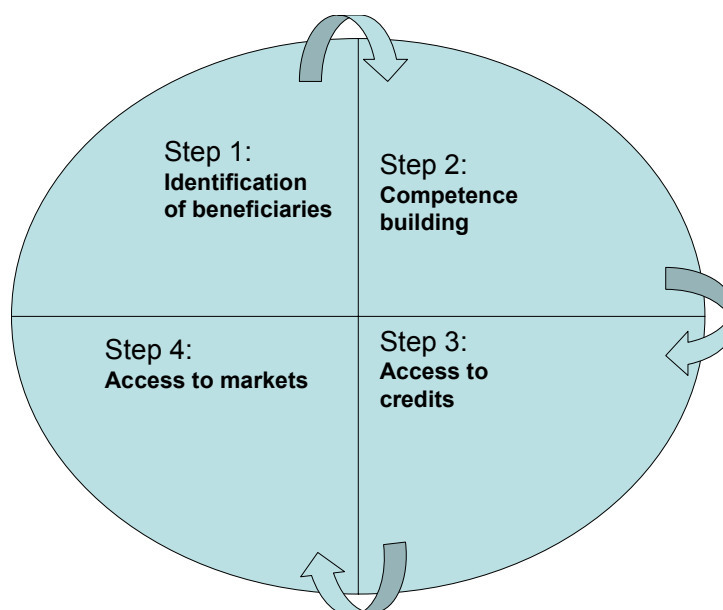 Step 1:
Identification
of beneficiaries
Step 2:
Competence
building
Step 3:
Access to
credits
Step 4:
Access to markets